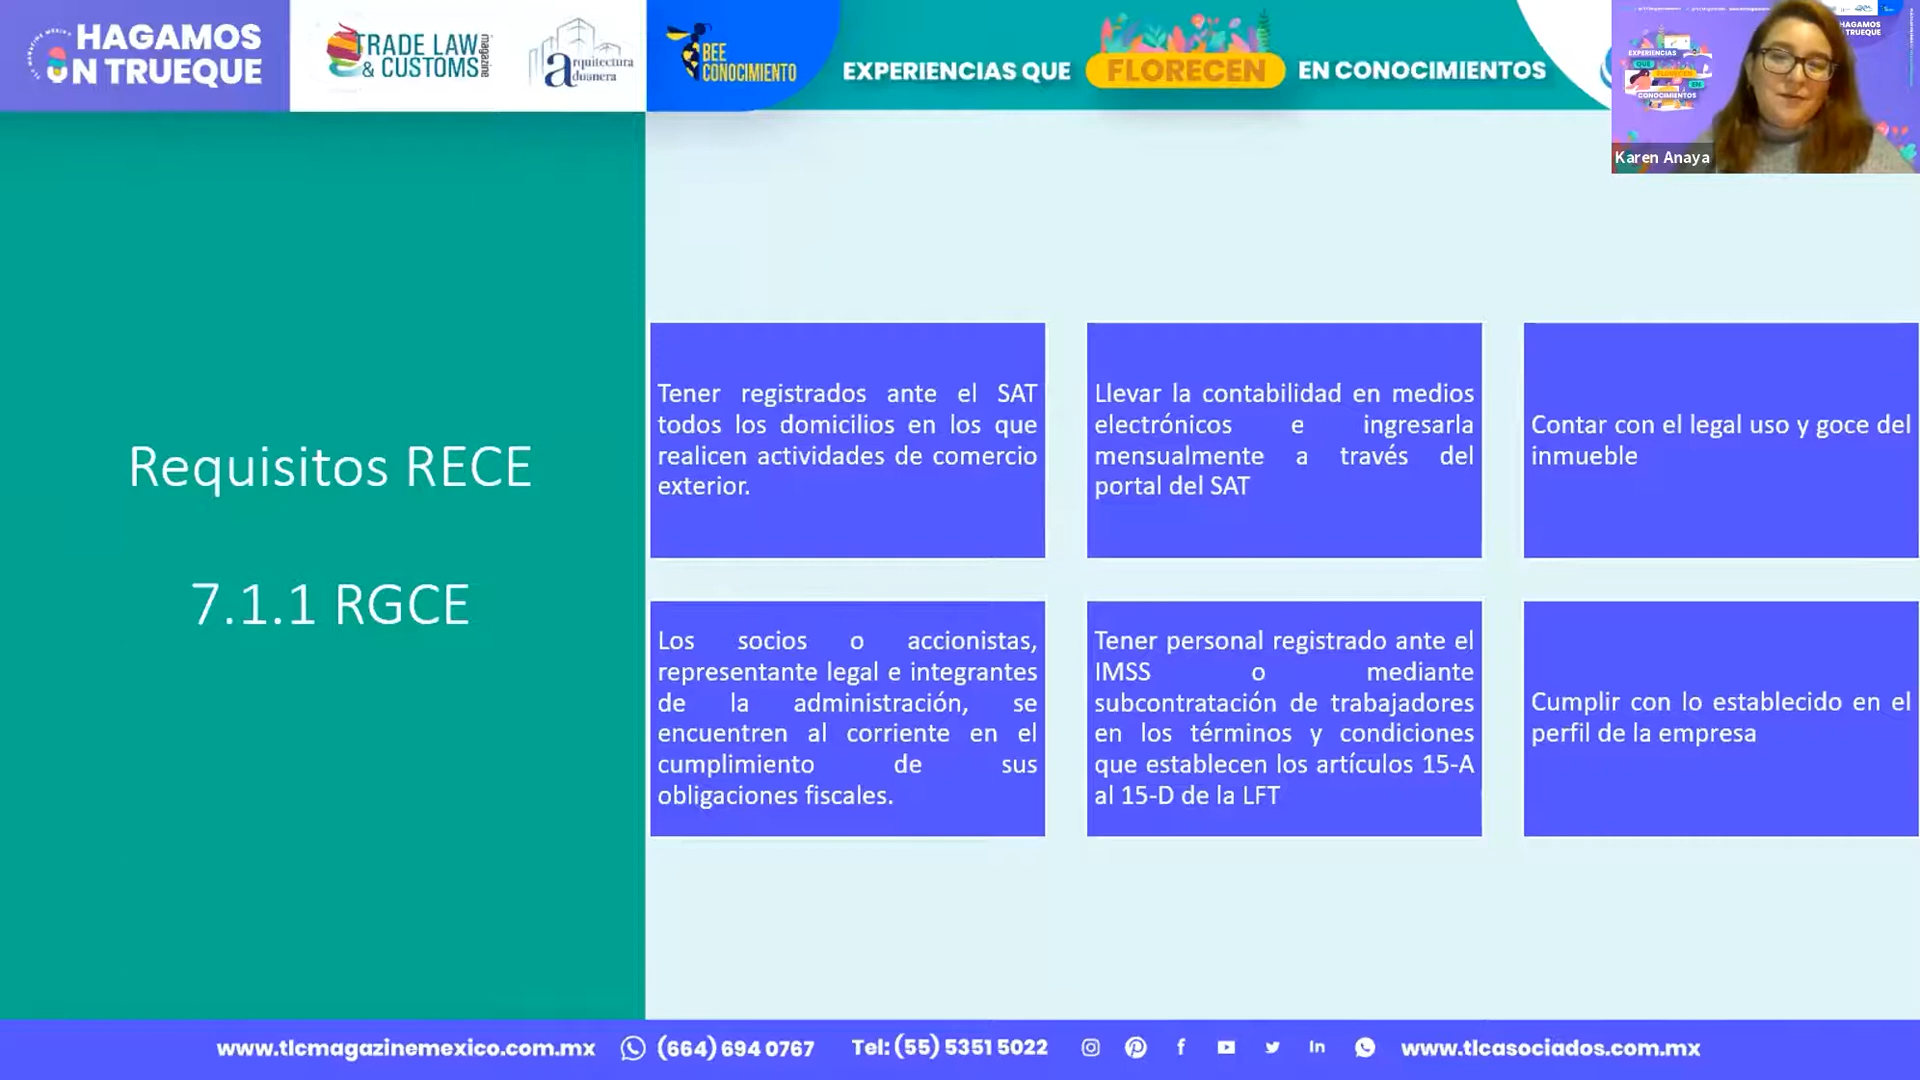 HAGAMOS
UN TRUEQUE
TRADE LAW
& CUSTOMS
magazine
Arquitectura
Aduanera
BEE
CONOCIMIENTO
EXPERIENCIAS QUE FLORECEN EN CONOCIMIENTOS
HAGAMOS
UN TRUEQUE
EXPERIENCIAS
QUE
FLORECEN
EN
CONOCIMIENTOS
Karen Anaya
Requisitos RECE
7.1.1 RGCE
Tener registrados ante el SAT
todos los domicilios en los que
realicen actividades de comercio
exterior.
Llevar la contabilidad en medios
electrónicos e ingresarla
mensualmente a través del
portal del SAT
Contar con el legal uso y goce del
inmueble
Los socios o accionistas,
representante legal e integrantes
de la administración, se
encuentren al corriente en el
cumplimiento de sus
obligaciones fiscales.
Tener personal registrado ante el
IMSS o mediante
subcontratación de trabajadores
en los términos y condiciones
que establecen los artículos 15-A
al 15-D de la LFT
Cumplir con lo establecido en el
perfil de la empresa
www.tlcmagazinemexico.com.mx (664) 694 0767 Tel: (55) 5351 5022 www.tlcasociados.com.mx